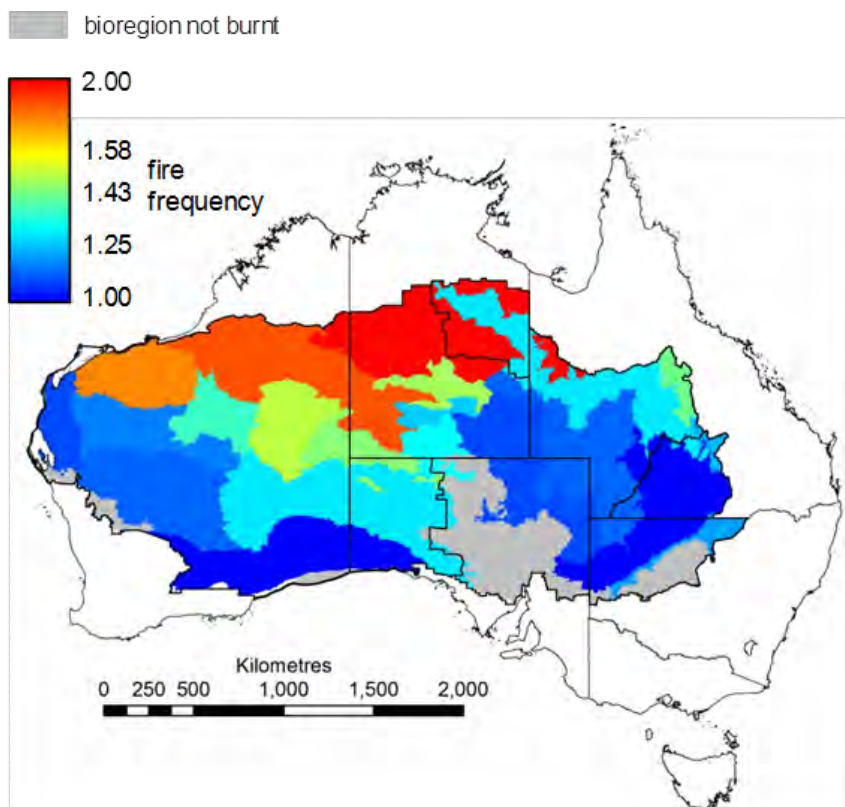 bioregion not burnt
2.00
1.58
fire
1.43
frequency
1.25
1.00
Kilometres
0 250 500 1,000 1,500 2,000